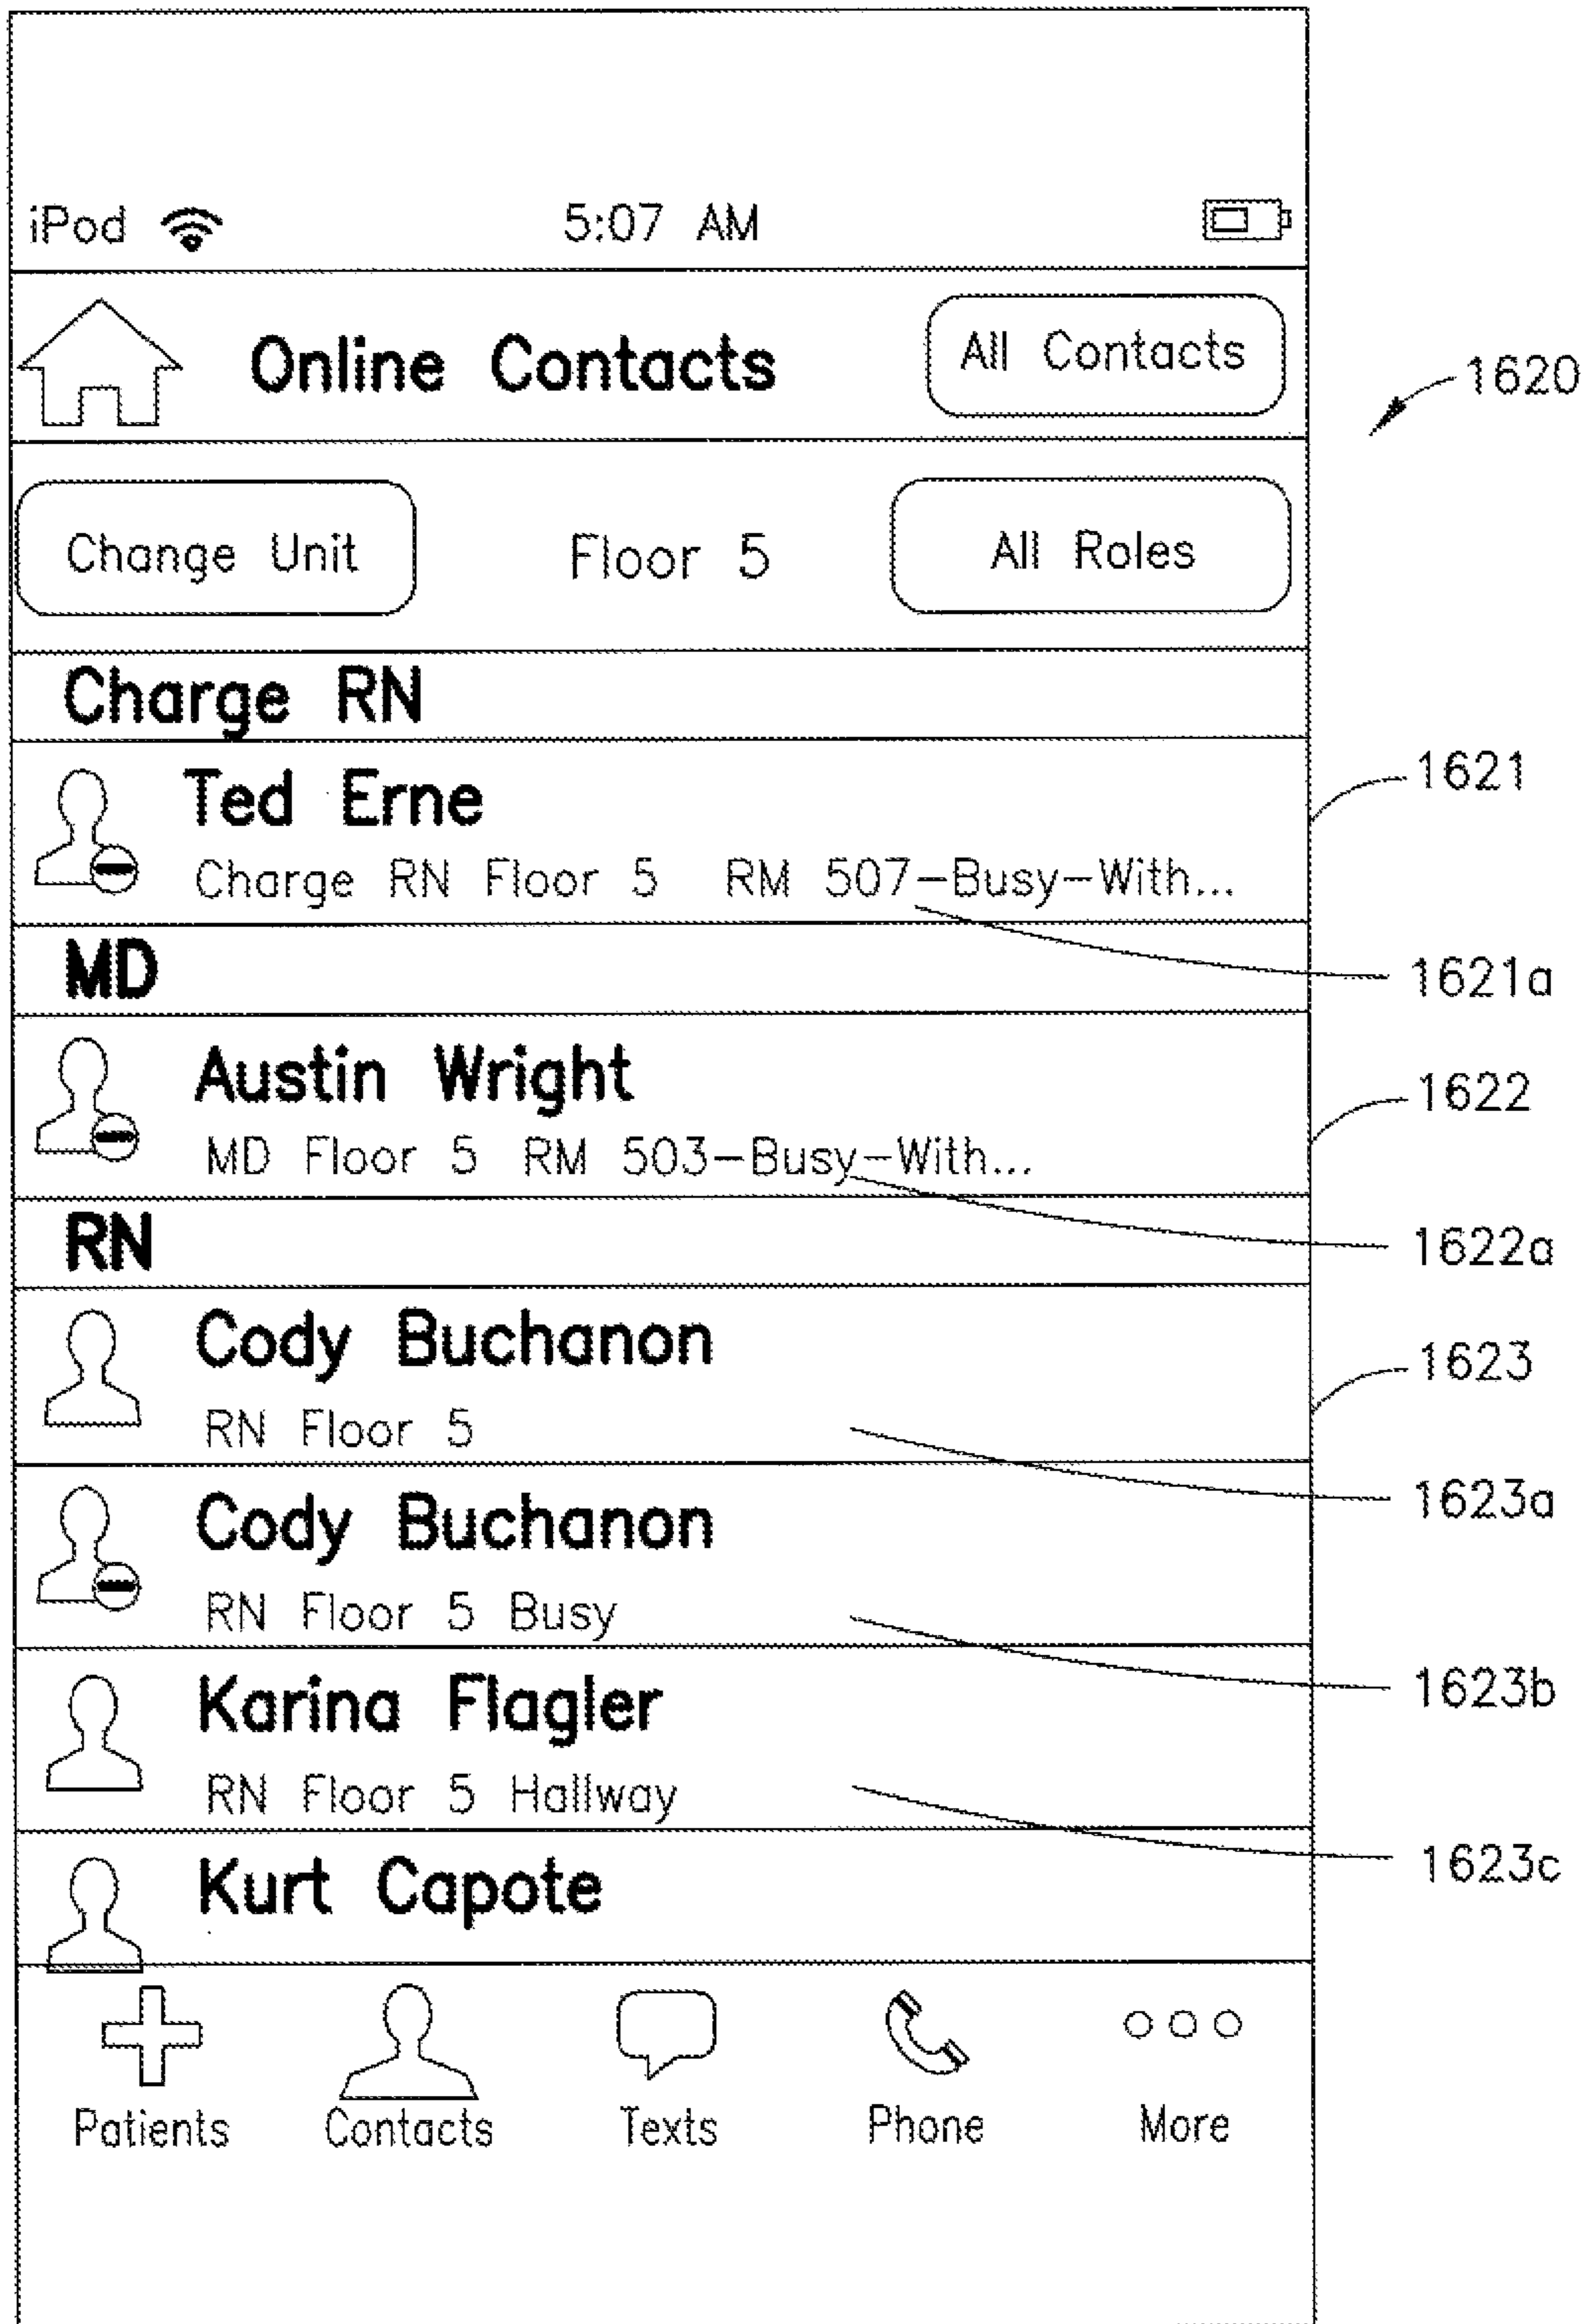 iPod 5:07 AM
Online Contacts All Contacts
1620
Change Unit Floor 5 All Roles
Charge RN
Ted Erne
1621
Charge RN Floor 5 RM 507-Busy-With...
MD
1621a
Austin Wright
1622
MD Floor 5 RM 503-Busy-With...
RN
1622a
Cody Buchanon
1623
RN Floor 5
1623a
Cody Buchanon
RN Floor 5 Busy
1623b
Karina Flagler
RN Floor 5 Hallway
1623c
Kurt Capote
Patients Contacts Texts Phone More